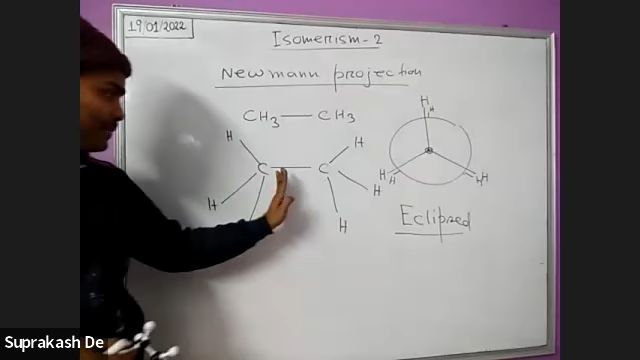 19/01/2022
Isomerism-2
Newmann projection
CH3—CH3
H
H
H
H
C
C
H
H
H
H
H
H
H
H
H
Eclipsed
Suprakash De